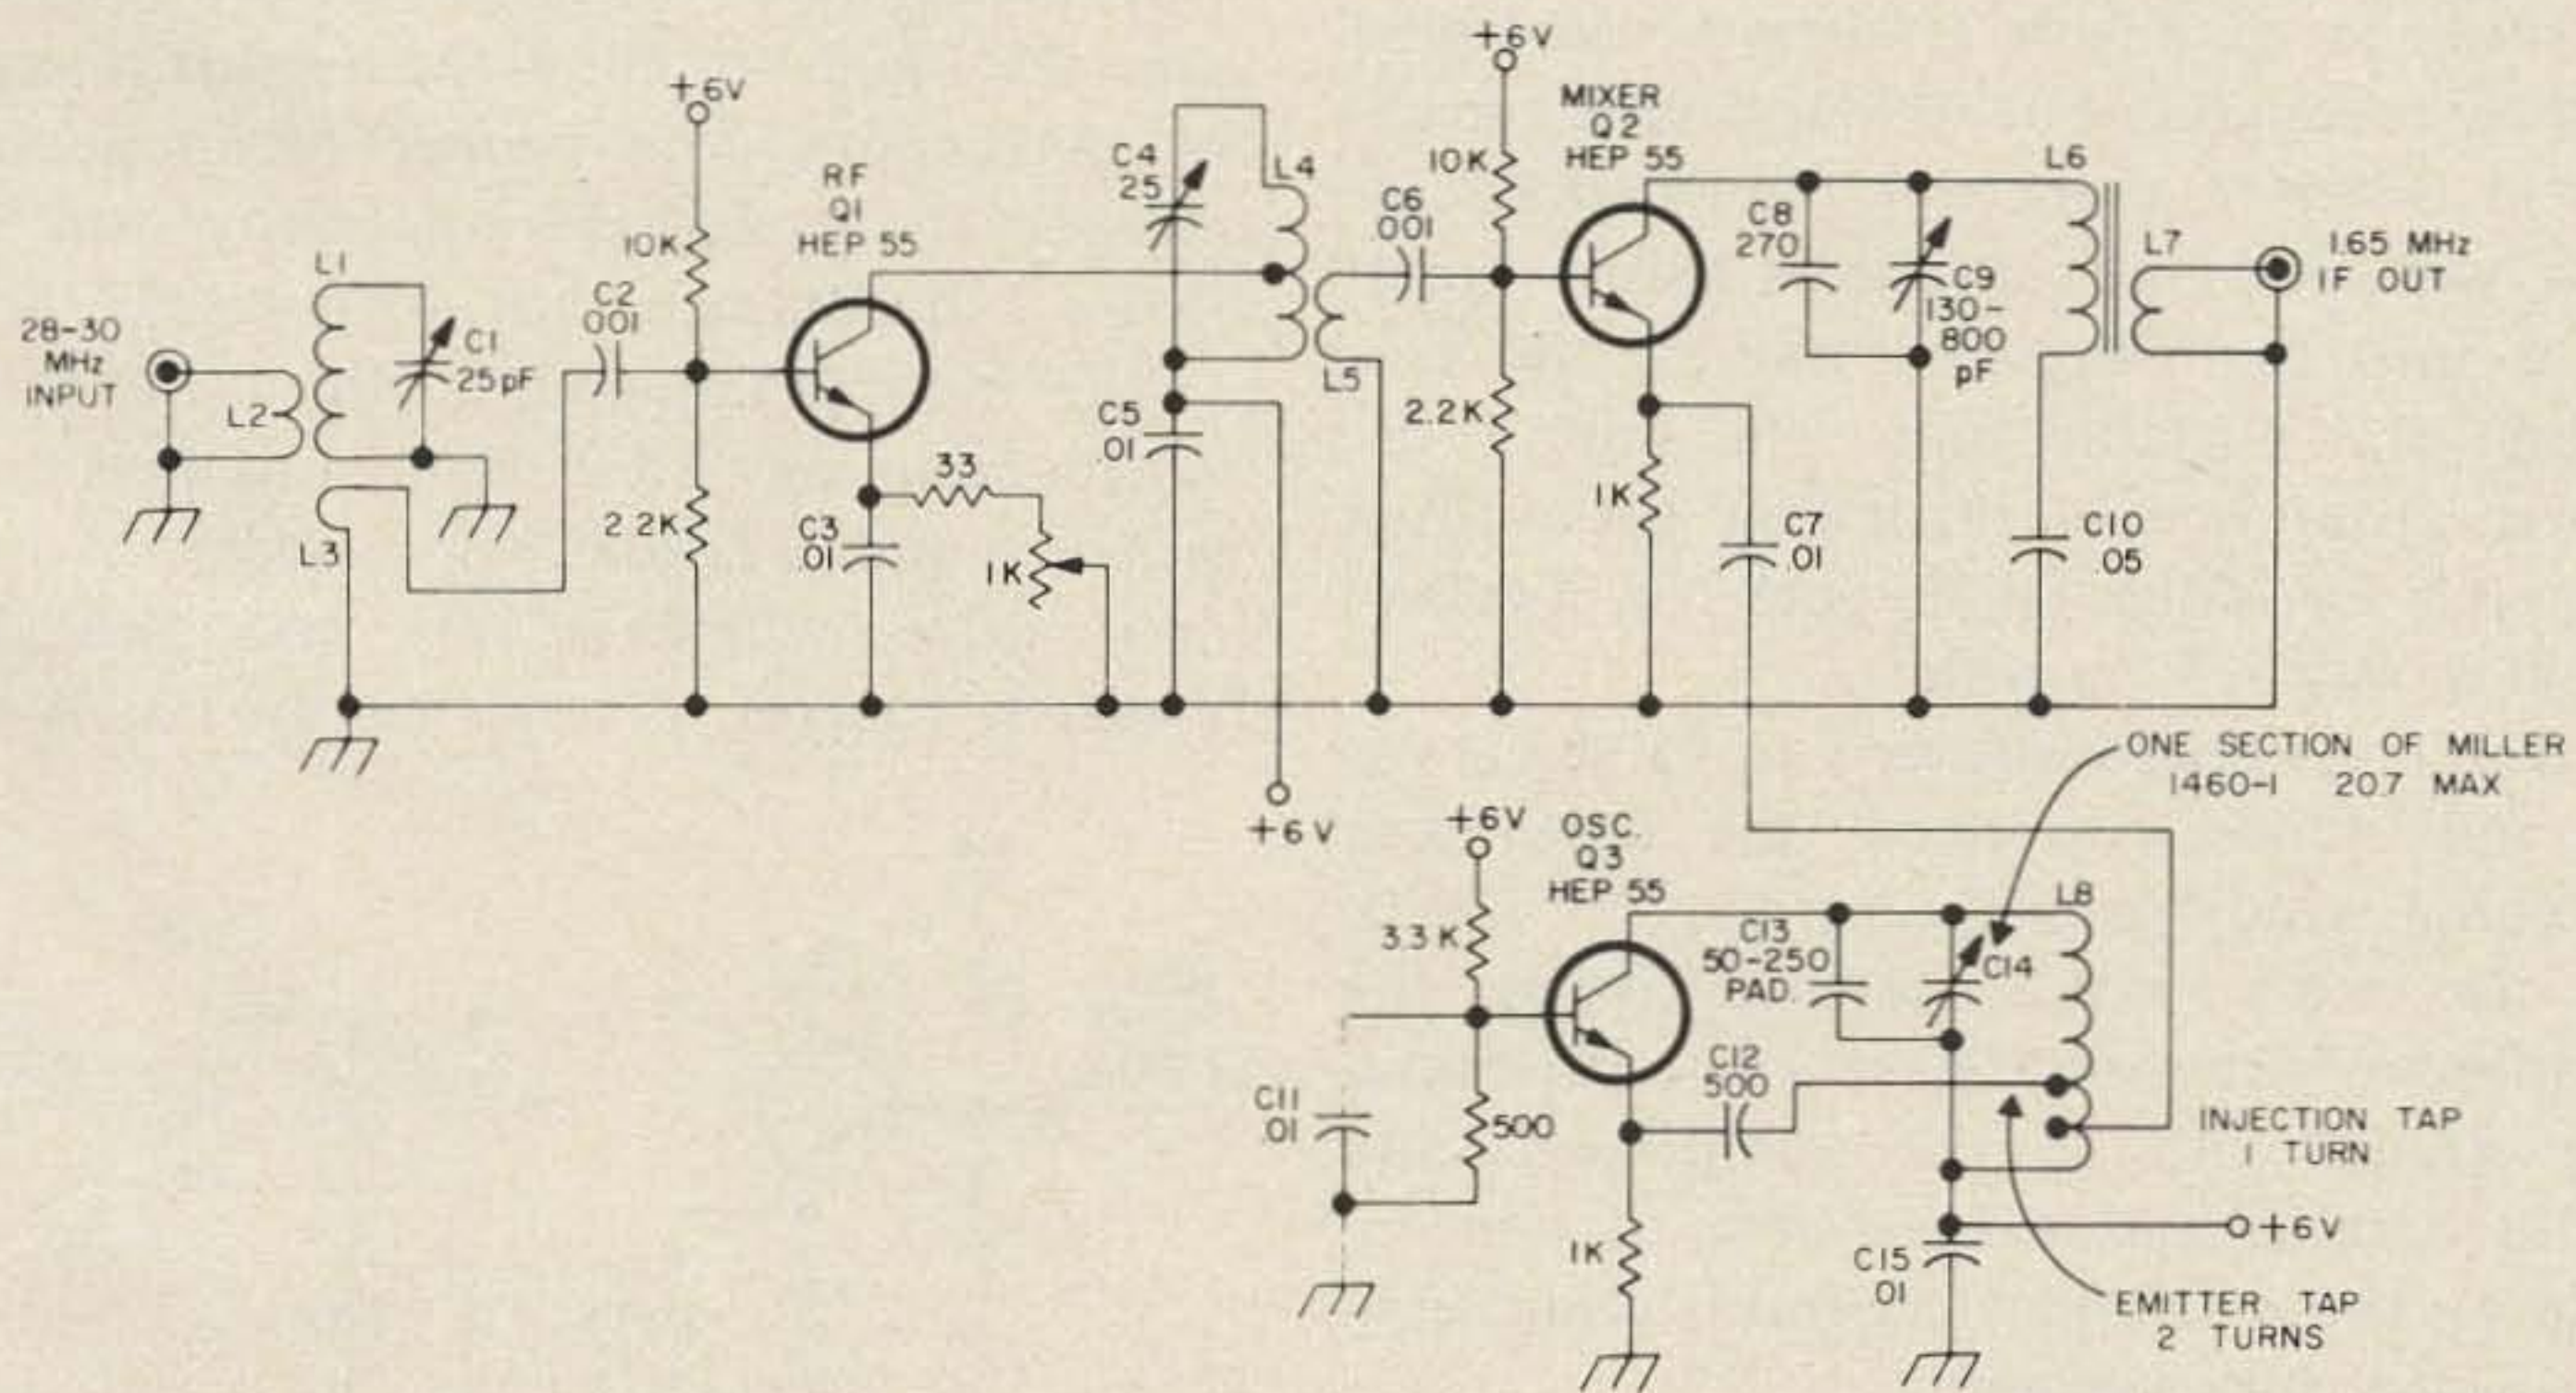 28-30
MHz
INPUT
L2
L1
C1
25pF
L3
C2
001
+6V
10K
2 2K
RF
Q1
HEP 55
C3
.01
33
1K
C4
25
L4
C5
.01
L5
+6V
C6
.001
+6V
10K
2.2K
MIXER
Q2
HEP 55
1K
C7
.01
C8
270
C9
130-
800
pF
L6
L7
C10
.05
1.65 MHz
IF OUT
ONE SECTION OF MILLER
1460-1 20.7 MAX
+6V
OSC.
Q3
HEP 55
3.3K
C11
.01
500
C12
500
1K
C13
50-250
PAD.
C14
L8
INJECTION TAP
1 TURN
+6V
C15
01
EMITTER TAP
2 TURNS